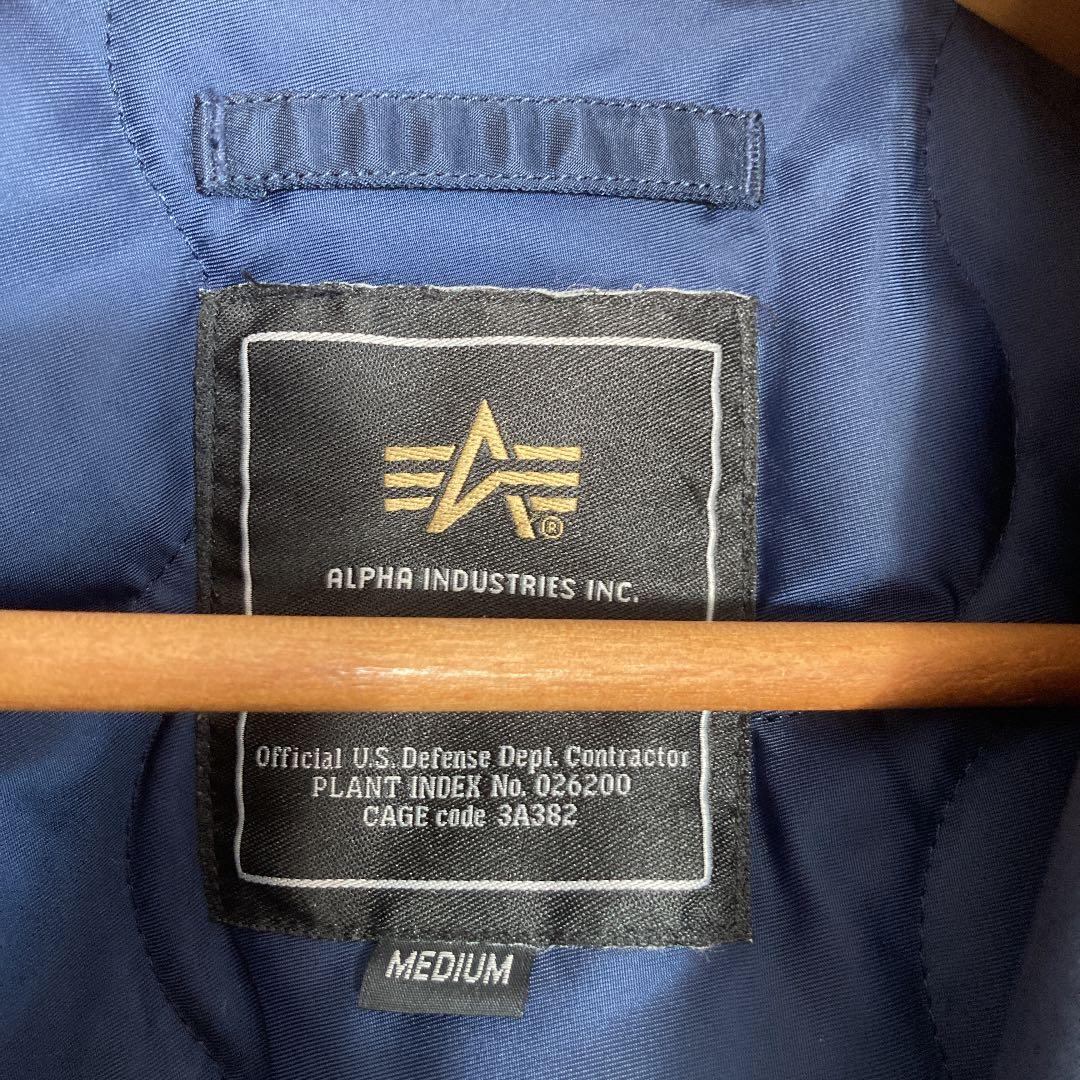 ®
ALPHA INDUSTRIES INC.
Official U.S. Defense Dept. Contractor
PLANT INDEX No. 026200
CAGE code 3A382
MEDIUM